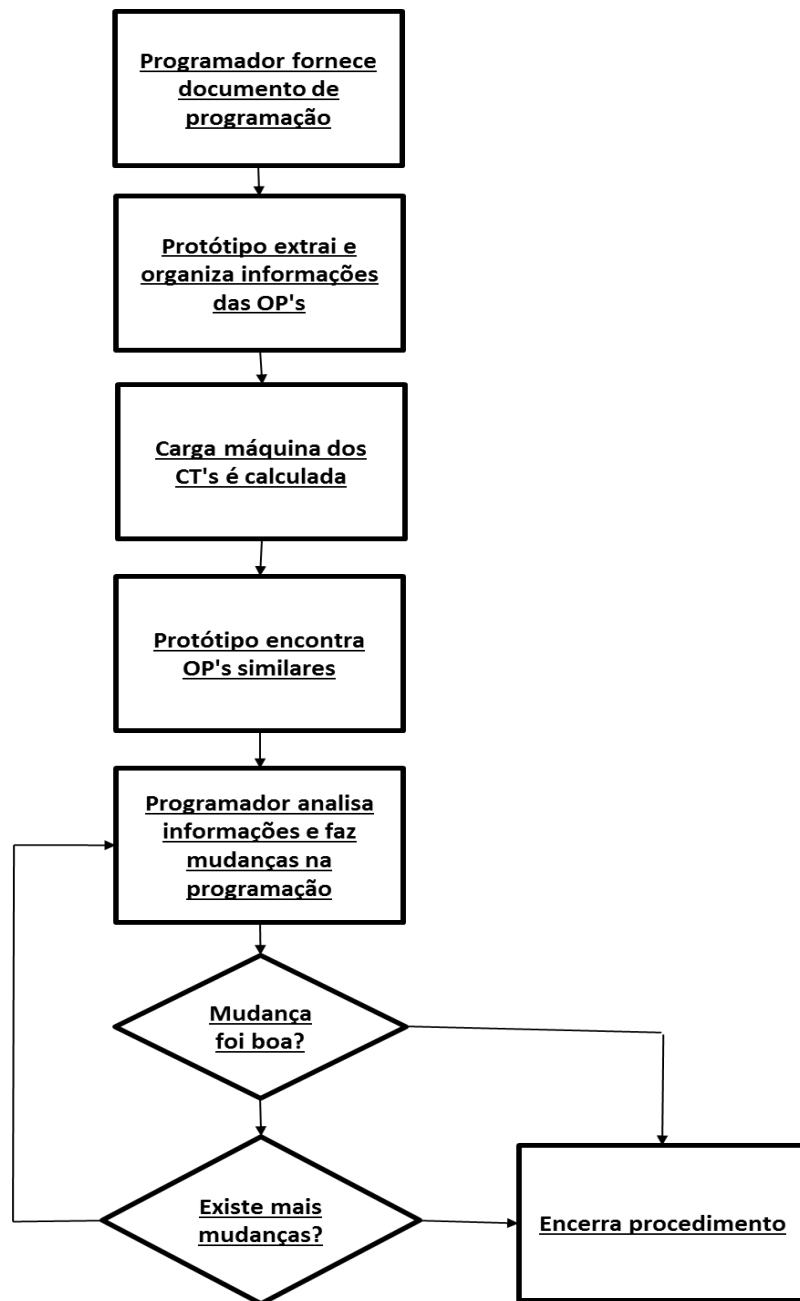 Programador fornece
documento de
programação
Protótipo extrai e
organiza informações
das OP's
Carga máquina dos
CT's é calculada
Protótipo encontra
OP's similares
Programador analisa
informações e faz
mudanças na
programação
Mudança
foi boa?
Existe mais
mudanças?
Encerra procedimento